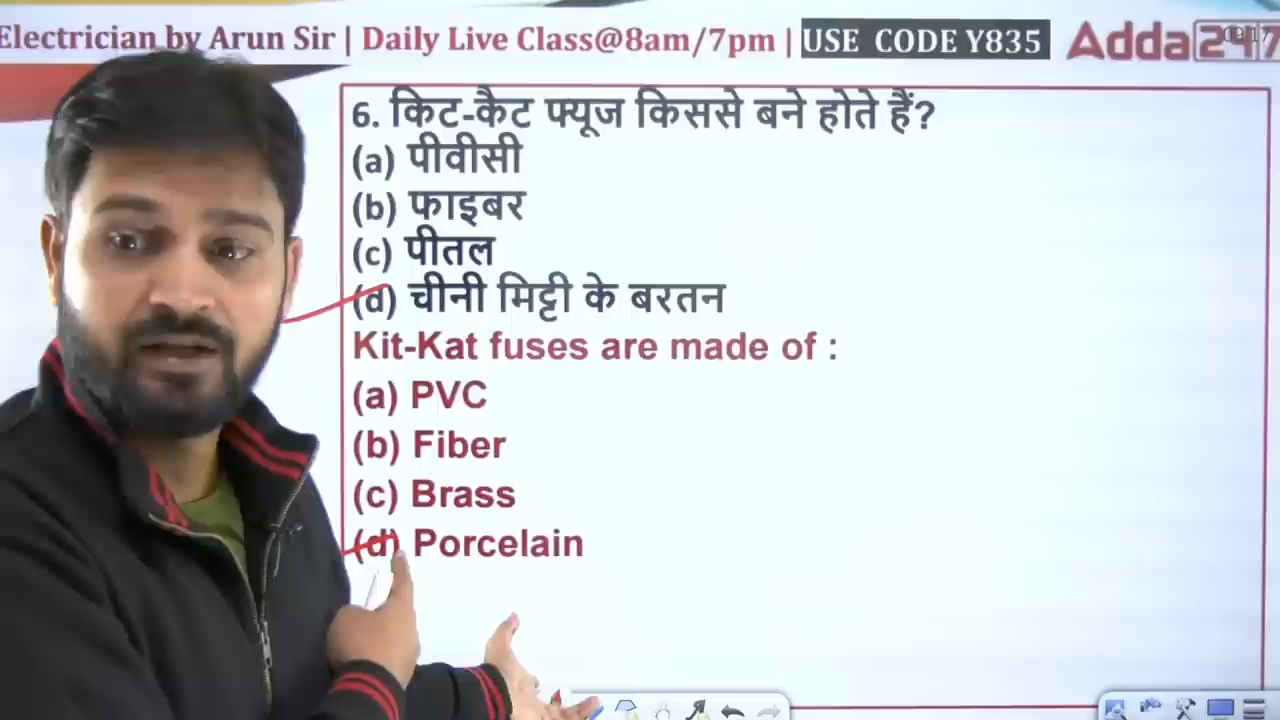 Electrician by Arun Sir | Daily Live Class@8am/7pm | USE CODE Y835 Adda247
6. किट-कैट फ्यूज किससे बने होते हैं?
(a) पीवीसी
(b) फाइबर
(c) पीतल
(d) चीनी मिट्टी के बरतन
Kit-Kat fuses are made of :
(a) PVC
(b) Fiber
(c) Brass
(d) Porcelain